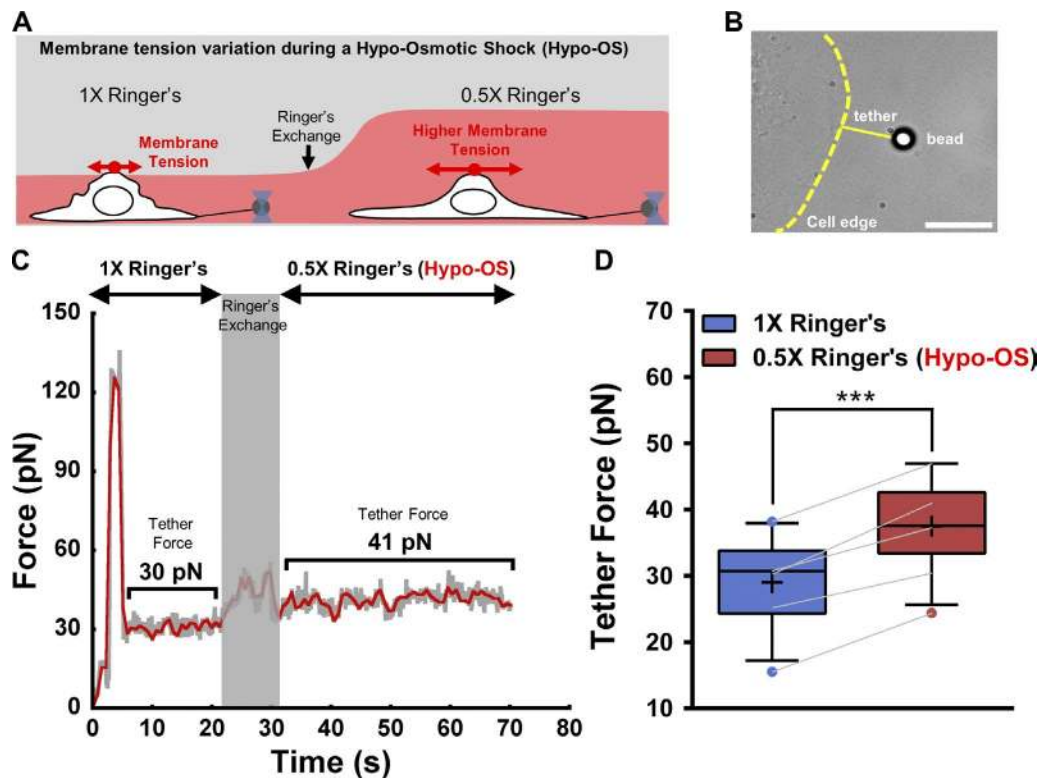 A
Membrane tension variation during a Hypo-Osmotic Shock (Hypo-OS)
1X Ringer's
0.5X Ringer's
Ringer's
Exchange
Membrane
Tension
Higher Membrane
Tension
B
tether
bead
Cell edge
C
1X Ringer's
0.5X Ringer's (Hypo-OS)
Ringer's
Exchange
150
120
90
60
30
0
Force (pN)
Tether
Force
30 pN
Tether Force
41 pN
0 10 20 30 40 50 60 70 80
Time (s)
D
70
60
50
40
30
20
10
Tether Force (pN)
1X Ringer's
0.5X Ringer's (Hypo-OS)
***